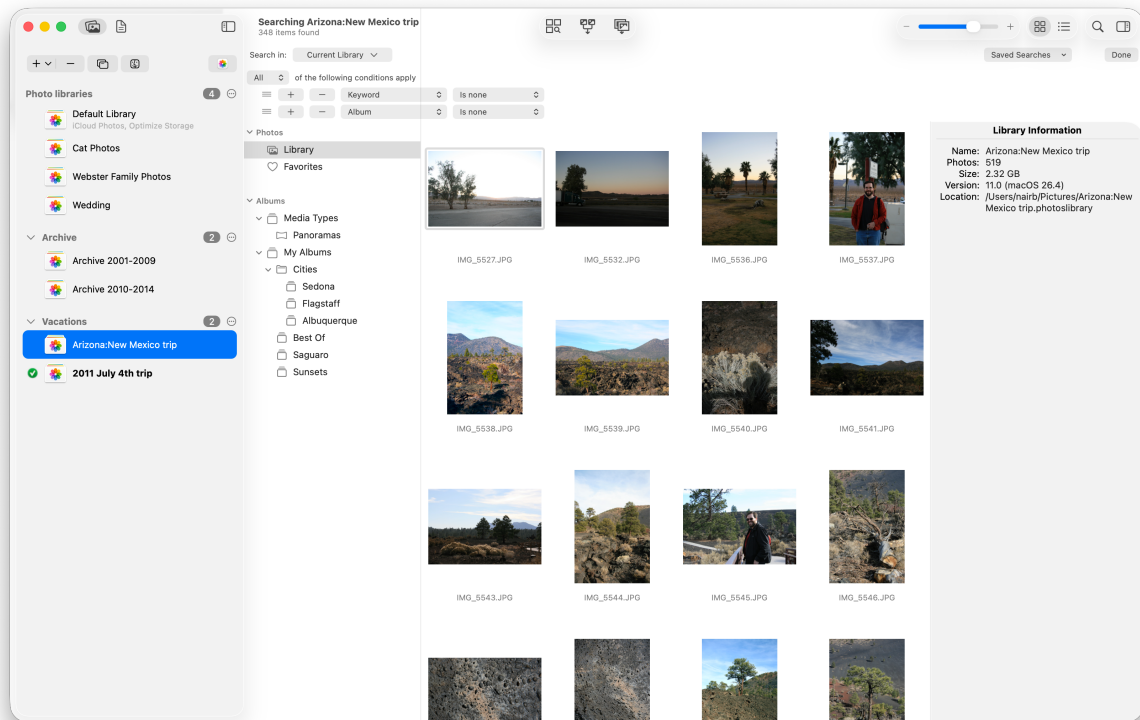 Searching Arizona:New Mexico trip
348 items found
Search in:
Current Library
Saved Searches
Done
All
of the following conditions apply
Keyword
Is none
Album
Is none
Photo libraries
4
Default Library
iCloud Photos, Optimize Storage
Cat Photos
Webster Family Photos
Wedding
Archive
2
Archive 2001-2009
Archive 2010-2014
Vacations
2
Arizona:New Mexico trip
2011 July 4th trip
Photos
Library
Favorites
Albums
Media Types
Panoramas
My Albums
Cities
Sedona
Flagstaff
Albuquerque
Best Of
Saguaro
Sunsets
IMG_5527.JPG
IMG_5532.JPG
IMG_5536.JPG
IMG_5537.JPG
IMG_5538.JPG
IMG_5539.JPG
IMG_5540.JPG
IMG_5541.JPG
IMG_5543.JPG
IMG_5544.JPG
IMG_5545.JPG
IMG_5546.JPG
Library Information
Name: Arizona:New Mexico trip
Photos: 519
Size: 2.32 GB
Version: 11.0 (macOS 26.4)
Location: /Users/nairb/Pictures/Arizona:New
Mexico trip.photoslibrary